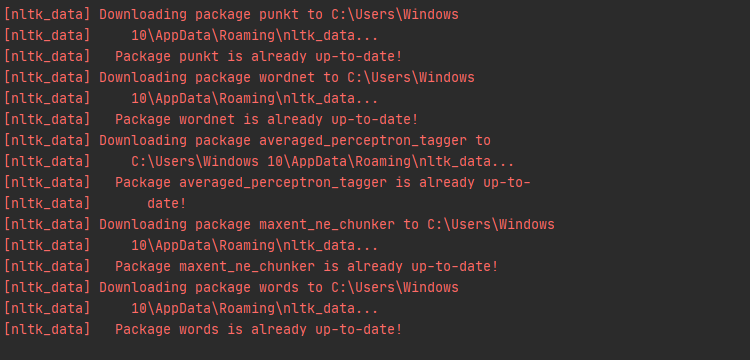 [nltk_data] Downloading package punkt to C:\Users\Windows
[nltk_data]     10\AppData\Roaming\nltk_data...
[nltk_data]   Package punkt is already up-to-date!
[nltk_data] Downloading package wordnet to C:\Users\Windows
[nltk_data]     10\AppData\Roaming\nltk_data...
[nltk_data]   Package wordnet is already up-to-date!
[nltk_data] Downloading package averaged_perceptron_tagger to
[nltk_data]     C:\Users\Windows 10\AppData\Roaming\nltk_data...
[nltk_data]   Package averaged_perceptron_tagger is already up-to-
[nltk_data]       date!
[nltk_data] Downloading package maxent_ne_chunker to C:\Users\Windows
[nltk_data]     10\AppData\Roaming\nltk_data...
[nltk_data]   Package maxent_ne_chunker is already up-to-date!
[nltk_data] Downloading package words to C:\Users\Windows
[nltk_data]     10\AppData\Roaming\nltk_data...
[nltk_data]   Package words is already up-to-date!